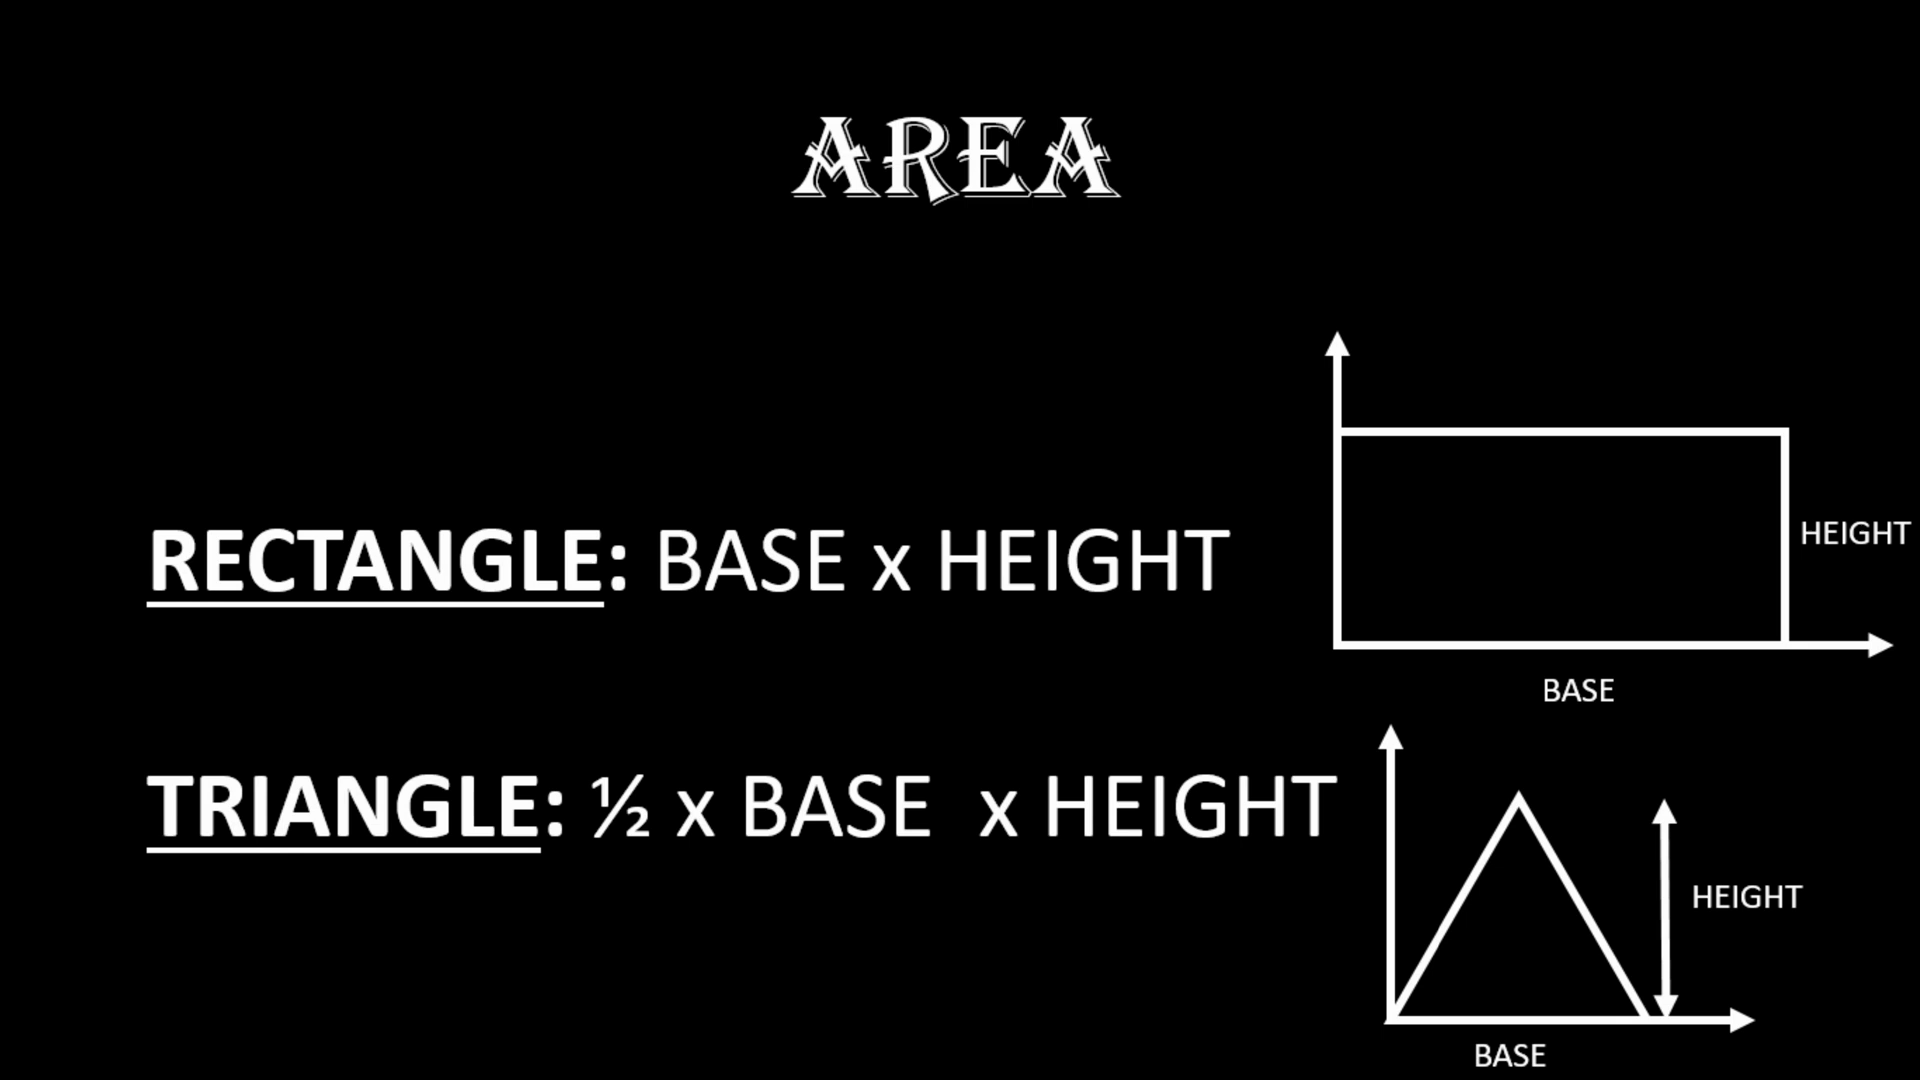 AREA
RECTANGLE: BASE x HEIGHT
HEIGHT
BASE
TRIANGLE: ½ x BASE  x HEIGHT
HEIGHT
BASE